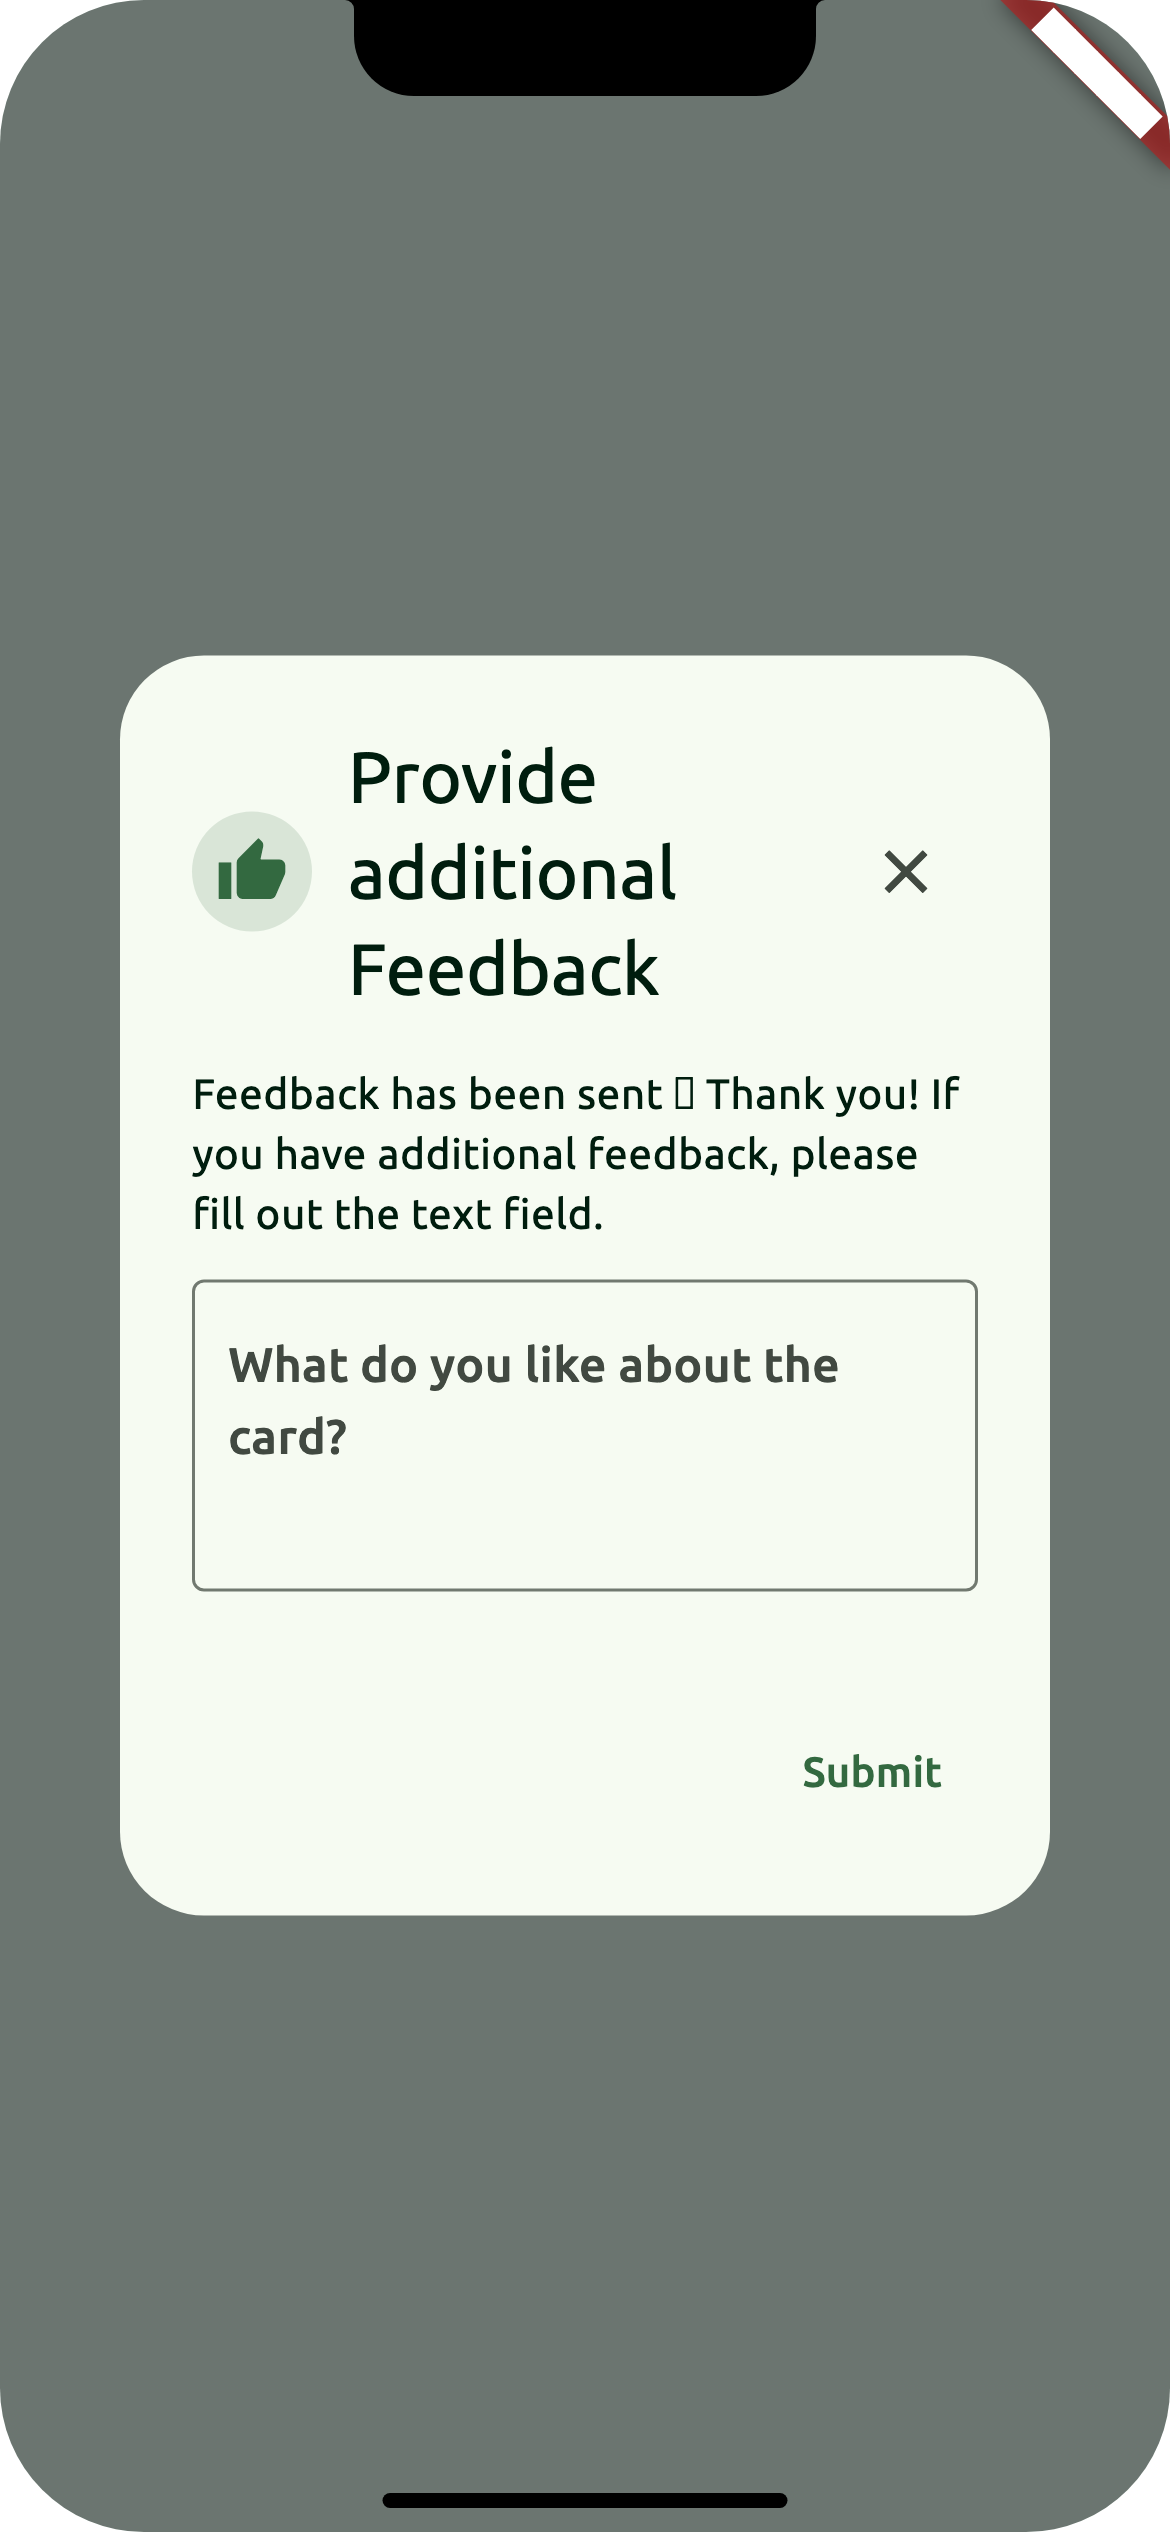 Provide
additional
Feedback
Feedback has been sent ▯ Thank you! If
you have additional feedback, please
fill out the text field.
What do you like about the
card?
Submit